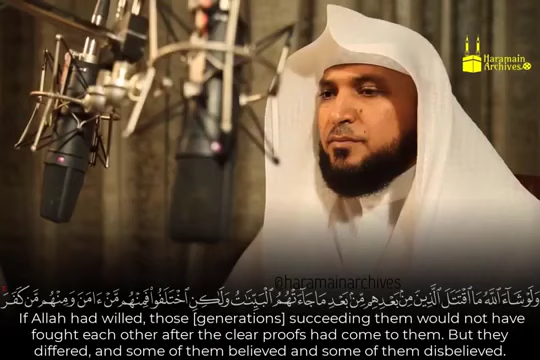 Haramain
Archives
@haramainarchives
وَلَوْ شَآءَ ٱللَّهُ مَا ٱقْتَتَلَ ٱلَّذِينَ مِنۢ بَعْدِهِم مِّنۢ بَعْدِ مَا جَآءَتْهُمُ ٱلْبَيِّنَٰتُ وَلَٰكِنِ ٱخْتَلَفُوا۟ فَمِنْهُم مَّنْ ءَامَنَ وَمِنْهُم مَّن كَفَرَ
If Allah had willed, those [generations] succeeding them would not have
fought each other after the clear proofs had come to them. But they
differed, and some of them believed and some of them disbelieved.